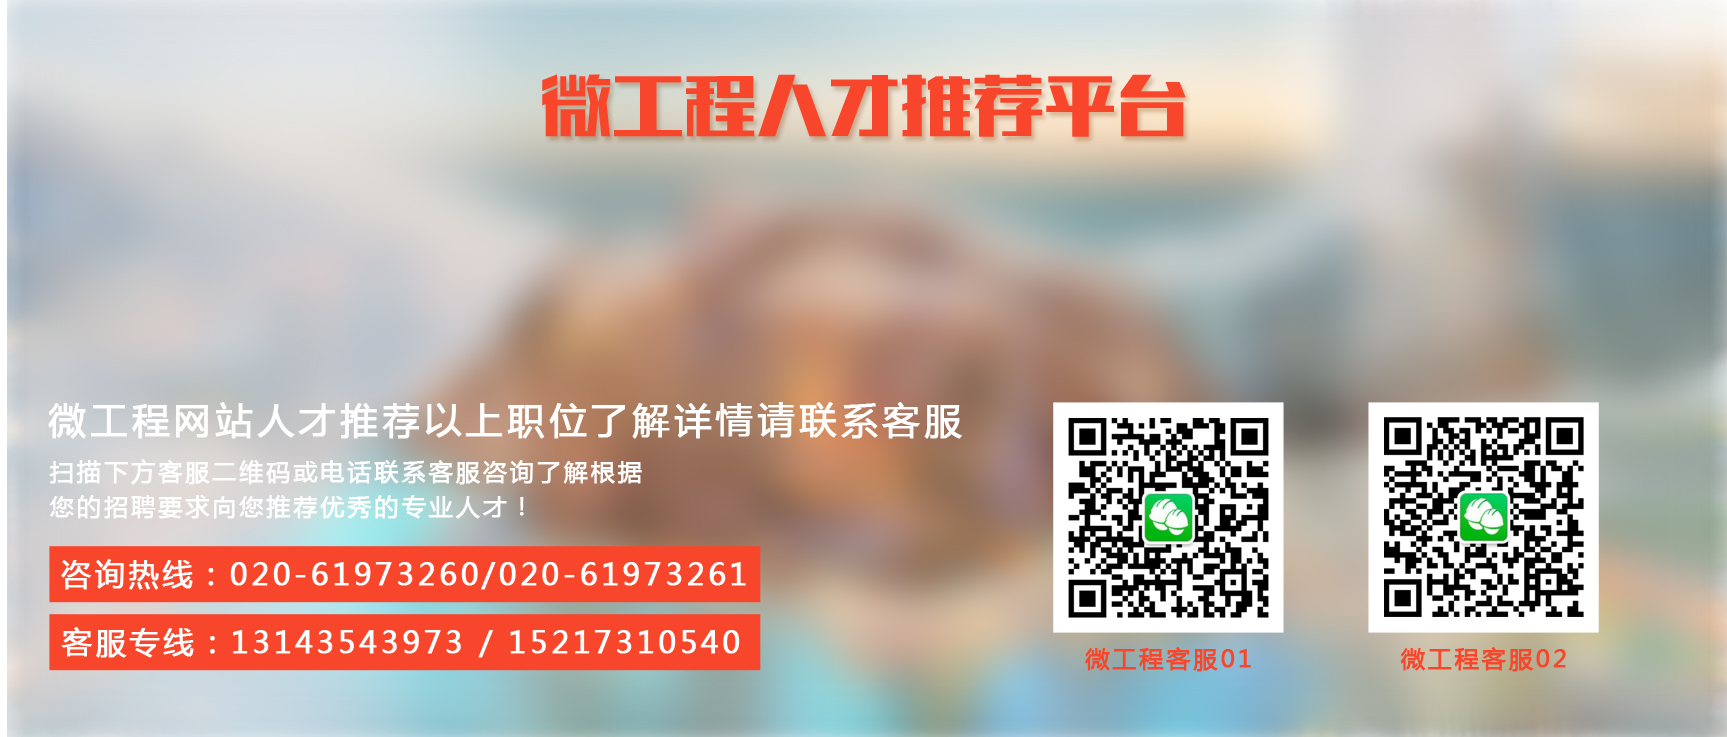 微工程人才推荐平台
微工程网站人才推荐以上职位了解详情请联系客服
扫描下方客服二维码或电话联系客服咨询了解根据
您的招聘要求向您推荐优秀的专业人才！
咨询热线：020-61973260/020-61973261
客服专线：13143543973 / 15217310540
微工程客服01
微工程客服02